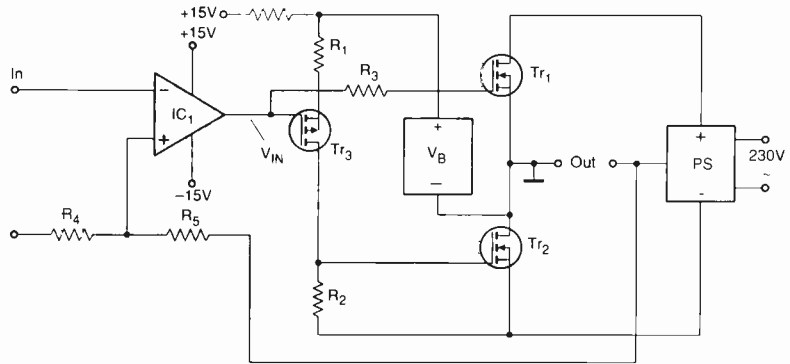 +15V
+15V
R1
In
R3
Tr1
−
IC1
+
VIN
Tr3
+
VB
−
Out
+
PS
-
230V
~
−15V
R4
R5
Tr2
R2